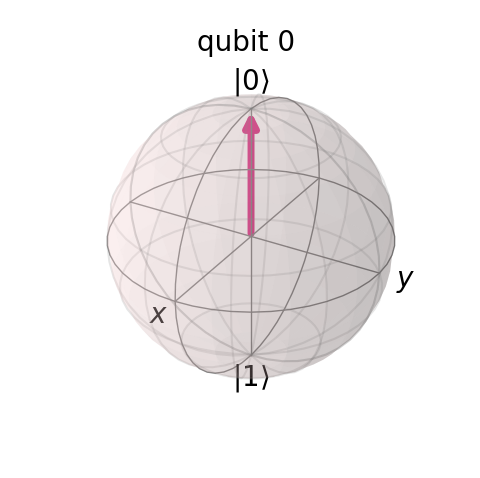 qubit 0
|0⟩
y
x
|1⟩